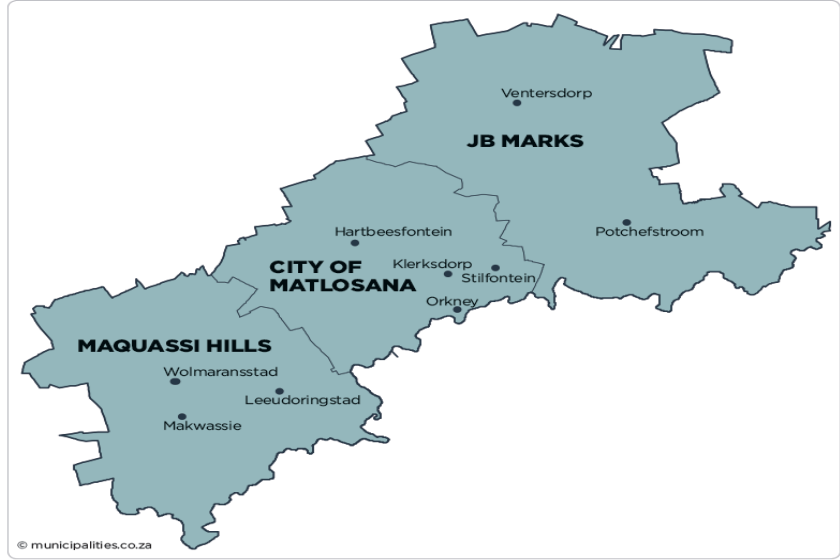 Ventersdorp
JB MARKS
Potchefstroom
Hartbeesfontein
CITY OF
MATLOSANA
Klerksdorp
Stilfontein
Orkney
MAQUASSI HILLS
Wolmaransstad
Leeudoringstad
Makwassie
© municipalities.co.za